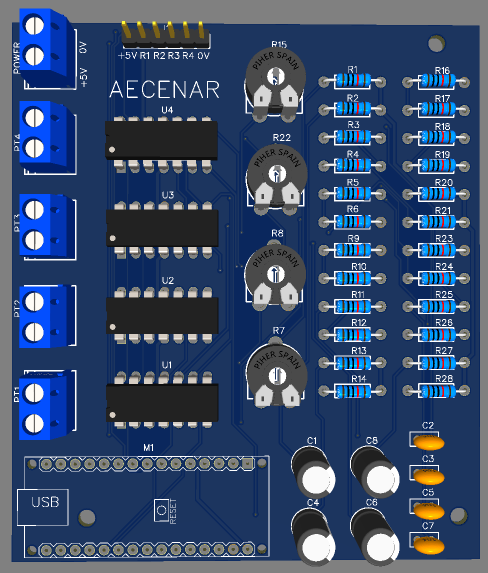 POWER
0V
+5V
+5V R1 R2 R3 R4 0V
AECENAR
PT4
PT3
PT2
PT1
U4
U3
U2
U1
R15
PIHER SPAIN
R22
PIHER SPAIN
R8
PIHER SPAIN
R7
PIHER SPAIN
R1
R2
R3
R4
R5
R6
R9
R10
R11
R12
R13
R14
R16
R17
R18
R19
R20
R21
R23
R24
R25
R26
R27
R28
M1
USB
RESET
C1
C8
C4
C6
C2
C3
C5
C7